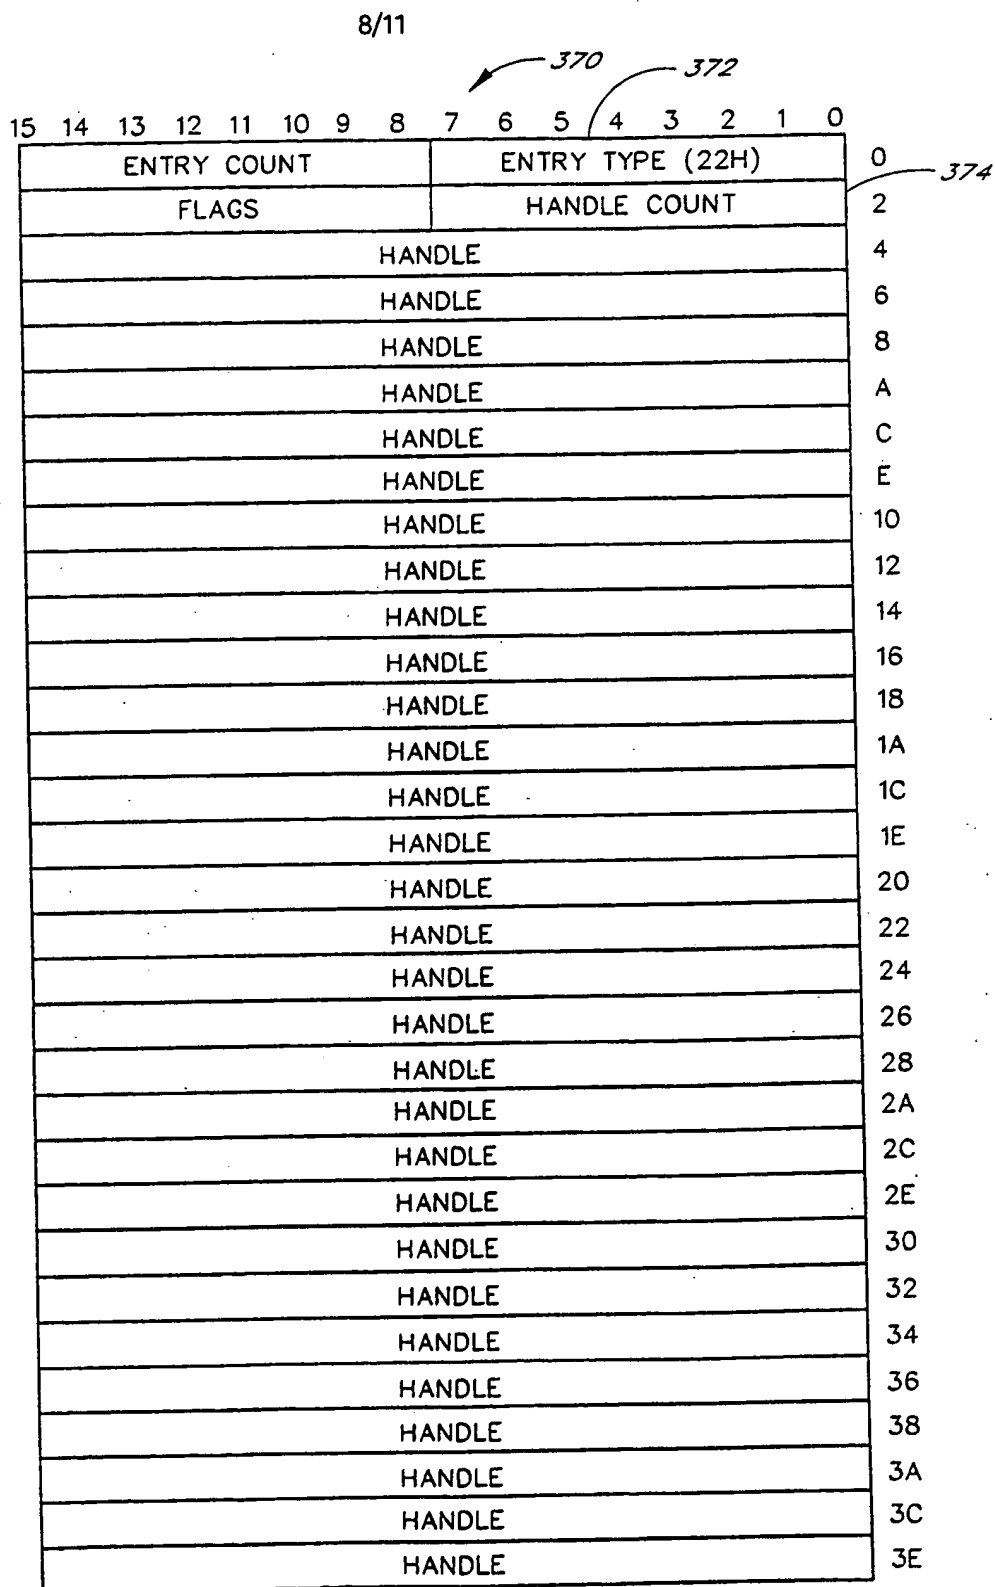 8/11
370 372
15 14 13 12 11 10 9 8 7 6 5 4 3 2 1 0
ENTRY COUNT ENTRY TYPE (22H) 0
374
FLAGS HANDLE COUNT 2
HANDLE 4
HANDLE 6
HANDLE 8
HANDLE A
HANDLE C
HANDLE E
HANDLE 10
HANDLE 12
HANDLE 14
HANDLE 16
HANDLE 18
HANDLE 1A
HANDLE 1C
HANDLE 1E
HANDLE 20
HANDLE 22
HANDLE 24
HANDLE 26
HANDLE 28
HANDLE 2A
HANDLE 2C
HANDLE 2E
HANDLE 30
HANDLE 32
HANDLE 34
HANDLE 36
HANDLE 38
HANDLE 3A
HANDLE 3C
HANDLE 3E